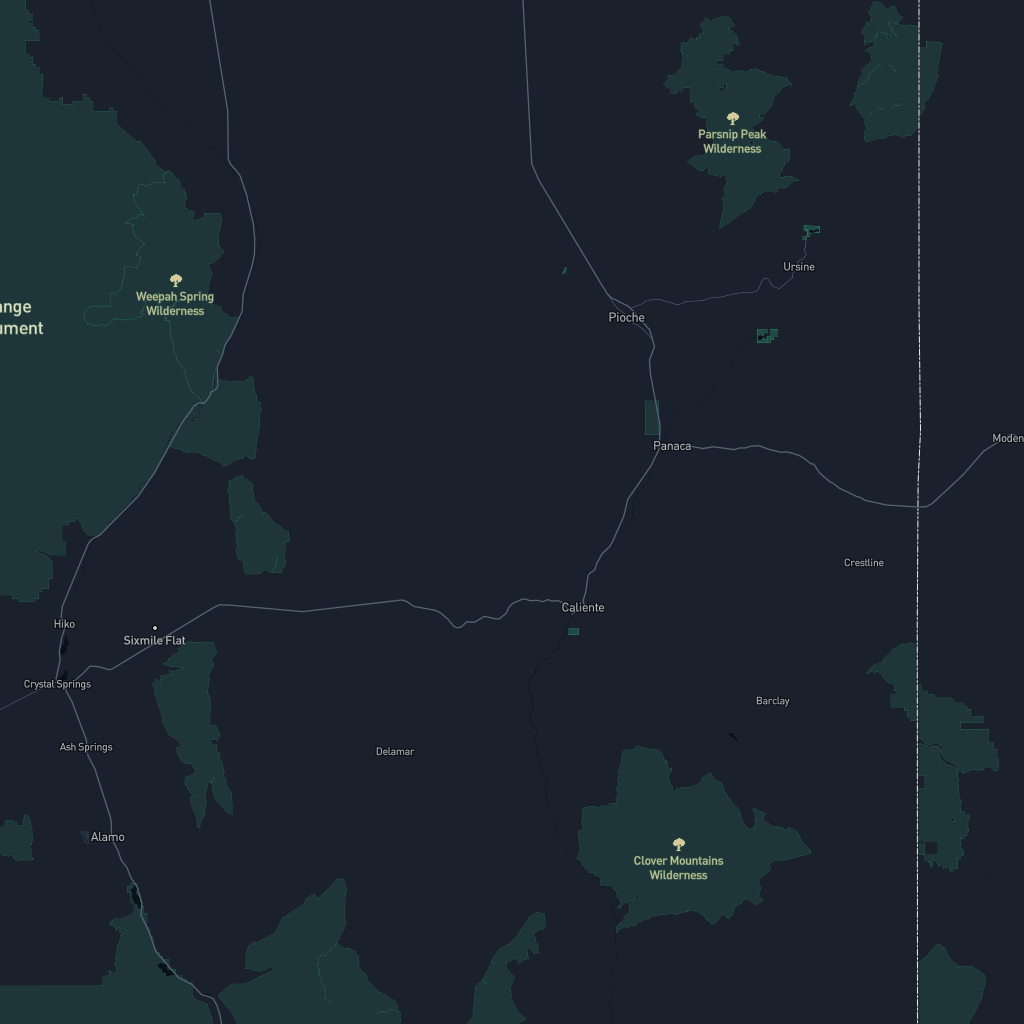 Parsnip Peak
Wilderness
Ursine
Weepah Spring
Wilderness
ange
ument
Pioche
Panaca
Moden
Crestline
Caliente
Hiko
Sixmile Flat
Crystal Springs
Barclay
Ash Springs
Delamar
Alamo
Clover Mountains
Wilderness